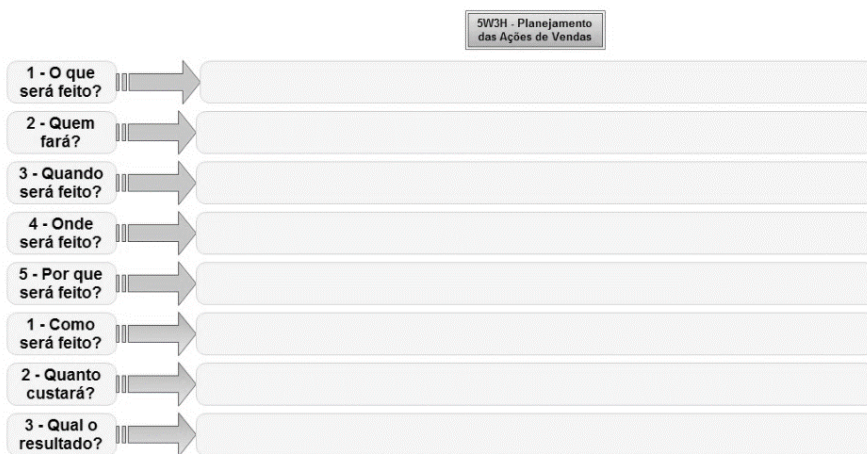 5W3H - Planejamento
das Ações de Vendas
1 - O que
será feito?
2 - Quem
fará?
3 - Quando
será feito?
4 - Onde
será feito?
5 - Por que
será feito?
1 - Como
será feito?
2 - Quanto
custará?
3 - Qual o
resultado?